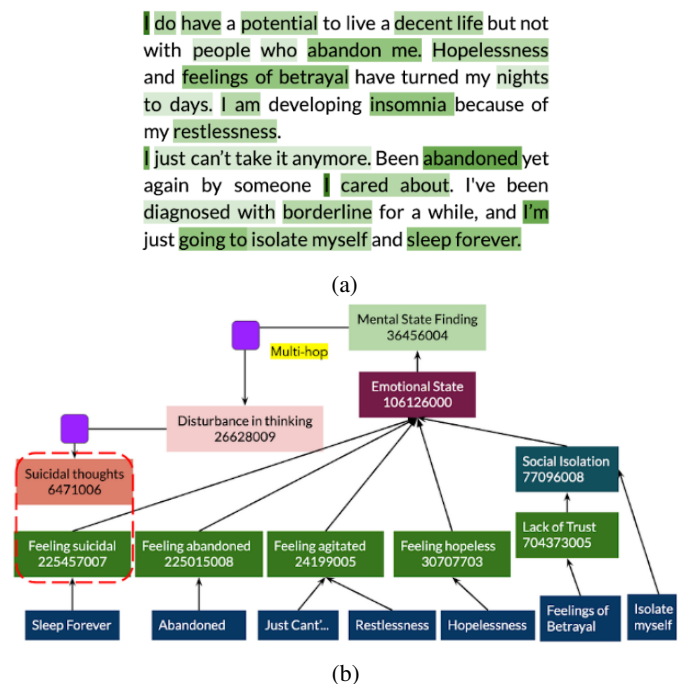 I do have a potential to live a decent life but not
with people who abandon me. Hopelessness
and feelings of betrayal have turned my nights
to days. I am developing insomnia because of
my restlessness.
I just can't take it anymore. Been abandoned yet
again by someone I cared about. I've been
diagnosed with borderline for a while, and I'm
just going to isolate myself and sleep forever.
(a)
Mental State Finding
36456004
Multi-hop
Emotional State
106126000
Disturbance in thinking
26628009
Suicidal thoughts
6471006
Social Isolation
77096008
Lack of Trust
704373005
Feeling suicidal
225457007
Feeling abandoned
225015008
Feeling agitated
24199005
Feeling hopeless
30707703
Sleep Forever
Abandoned
Just Cant'...
Restlessness
Hopelessness
Feelings of
Betrayal
Isolate
myself
(b)